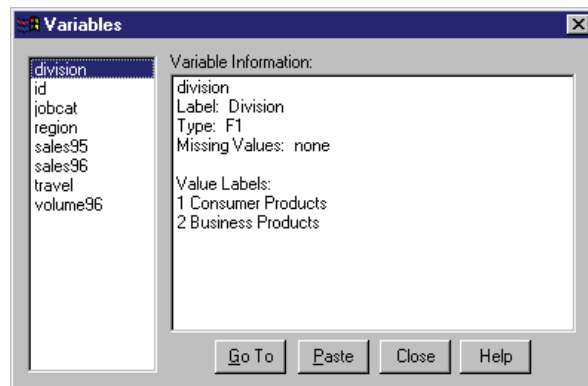 Variables
division
id
jobcat
region
sales95
sales96
travel
volume96
Variable Information:
division
Label: Division
Type: F1
Missing Values: none
Value Labels:
1 Consumer Products
2 Business Products
Go To
Paste
Close
Help